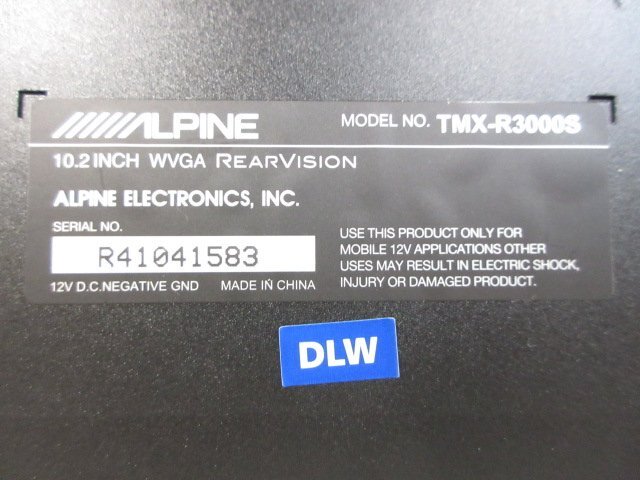 ALPINE MODEL NO. TMX-R3000S
10.2 INCH WVGA REARVISION
ALPINE ELECTRONICS, INC.
SERIAL NO.
R41041583
12V D.C. NEGATIVE GND MADE IN CHINA
USE THIS PRODUCT ONLY FOR
MOBILE 12V APPLICATIONS OTHER
USES MAY RESULT IN ELECTRIC SHOCK,
INJURY OR DAMAGED PRODUCT.
DLW